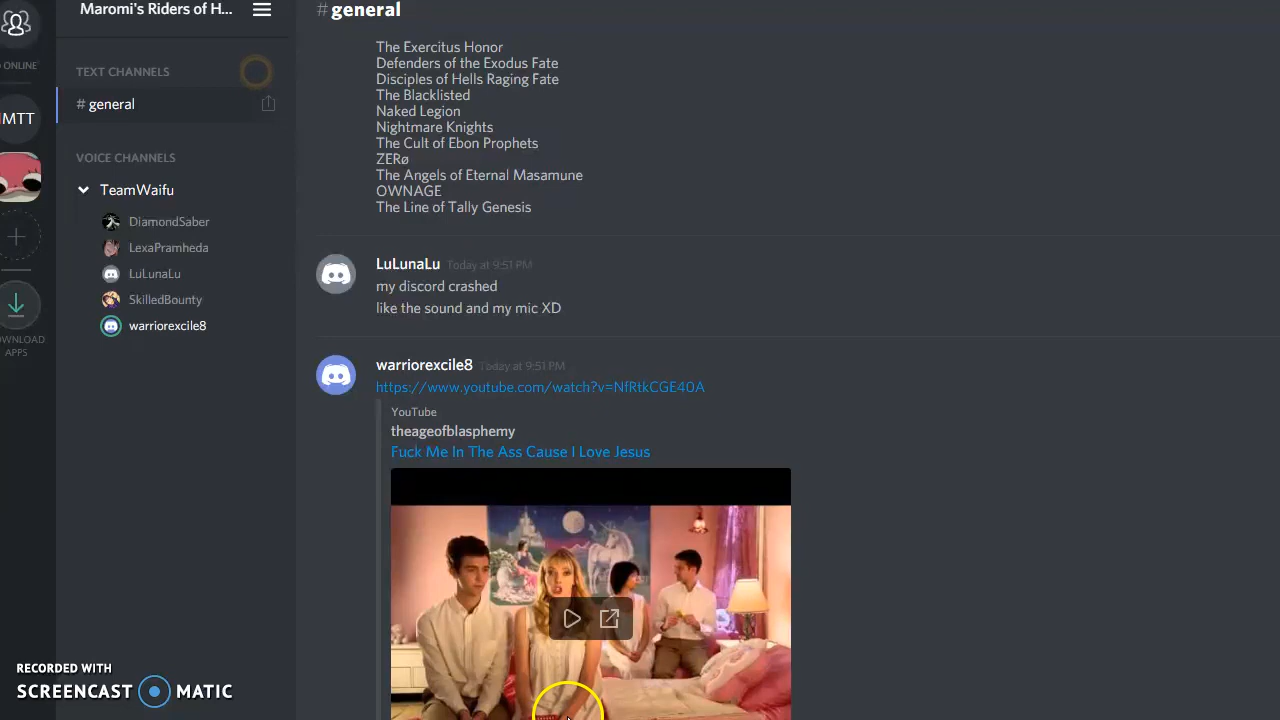 Maromi's Riders of H...
#general
ONLINE
TEXT CHANNELS
# general
MTT
VOICE CHANNELS
TeamWaifu
DiamondSaber
LexaPramheda
LuLunaLu
SkilledBounty
warriorexcile8
OWNLOAD
APPS
The Exercitus Honor
Defenders of the Exodus Fate
Disciples of Hells Raging Fate
The Blacklisted
Naked Legion
Nightmare Knights
The Cult of Ebon Prophets
ZERø
The Angels of Eternal Masamune
OWNAGE
The Line of Tally Genesis
LuLunaLu Today at 9:51 PM
my discord crashed
like the sound and my mic XD
warriorexcile8 Today at 9:51 PM
https://www.youtube.com/watch?v=NfRtkCGE40A
YouTube
theageofblasphemy
Fuck Me In The Ass Cause I Love Jesus
RECORDED WITH
SCREENCAST MATIC